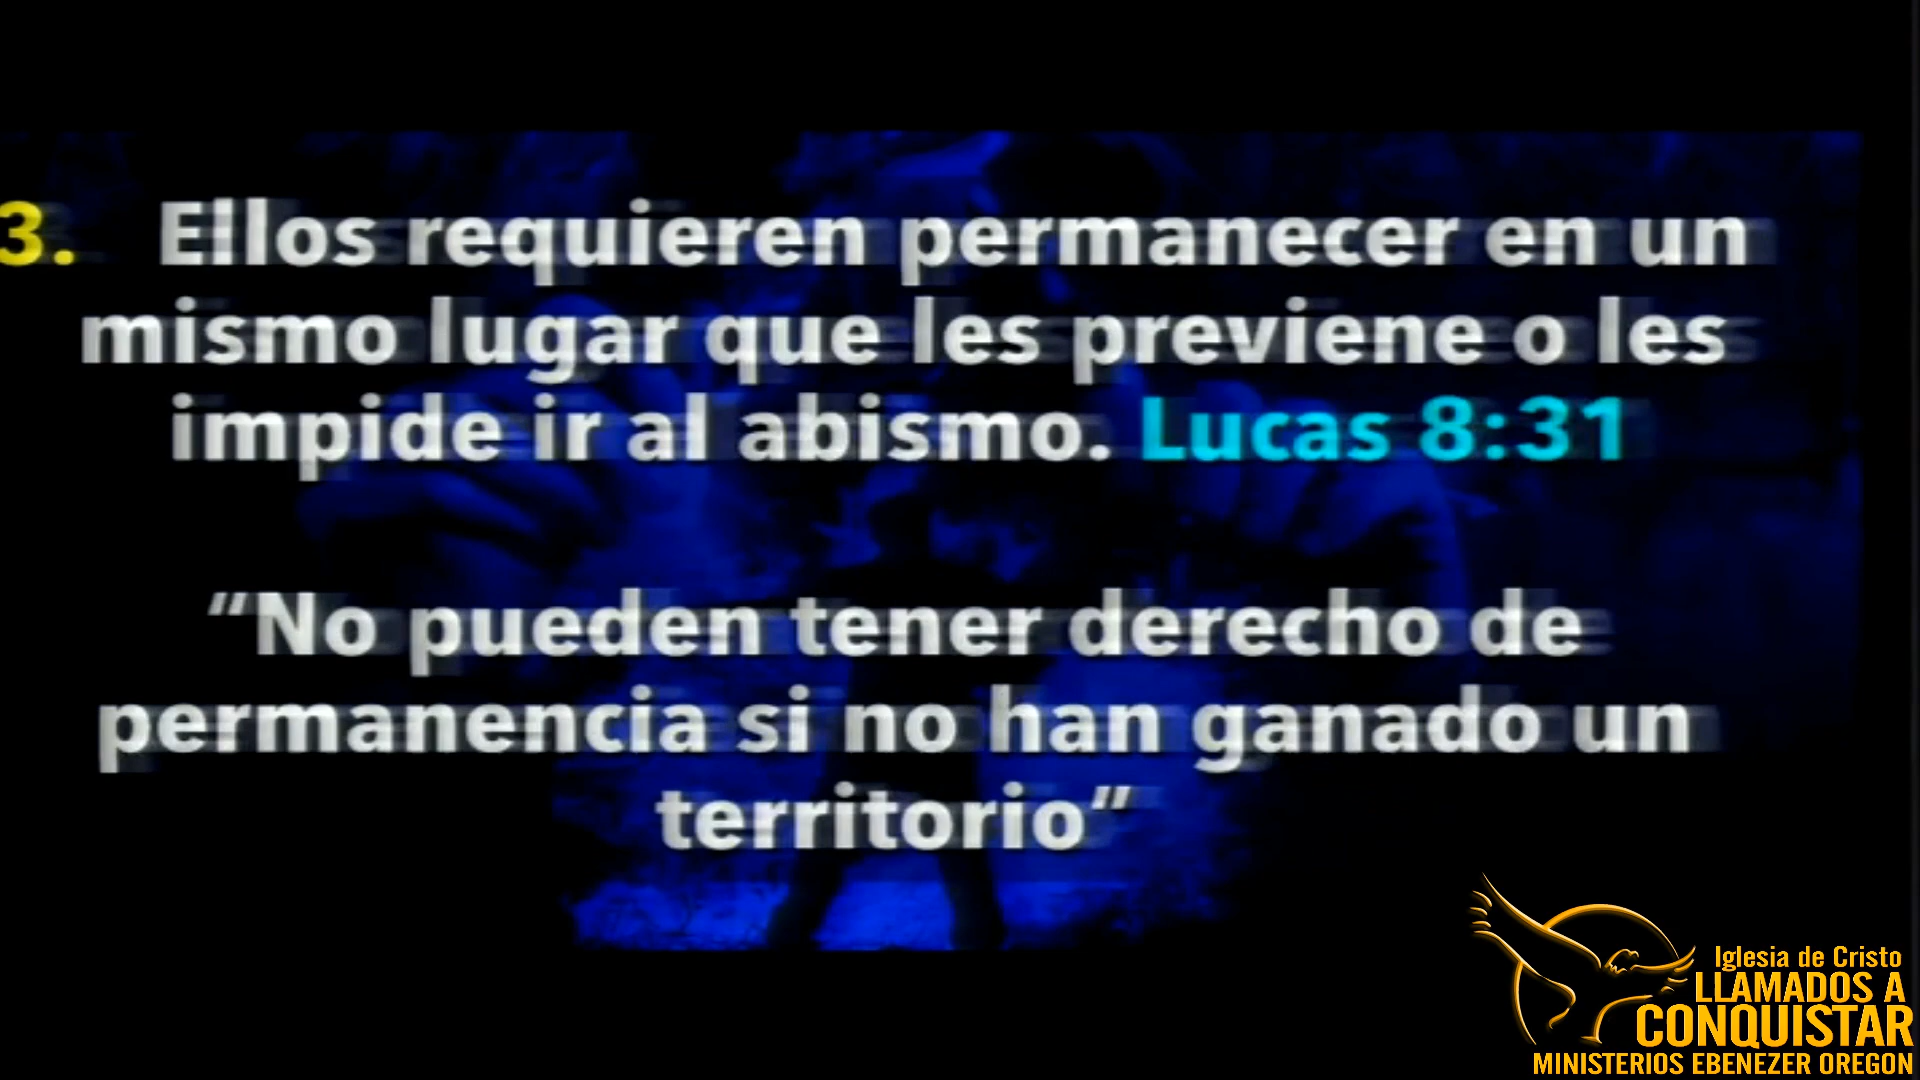 3. Ellos requieren permanecer en un
mismo lugar que les previene o les
impide ir al abismo. Lucas 8:31
“No pueden tener derecho de
permanencia si no han ganado un
territorio”
Iglesia de Cristo
LLAMADOS A
CONQUISTAR
MINISTERIOS EBENEZER OREGON